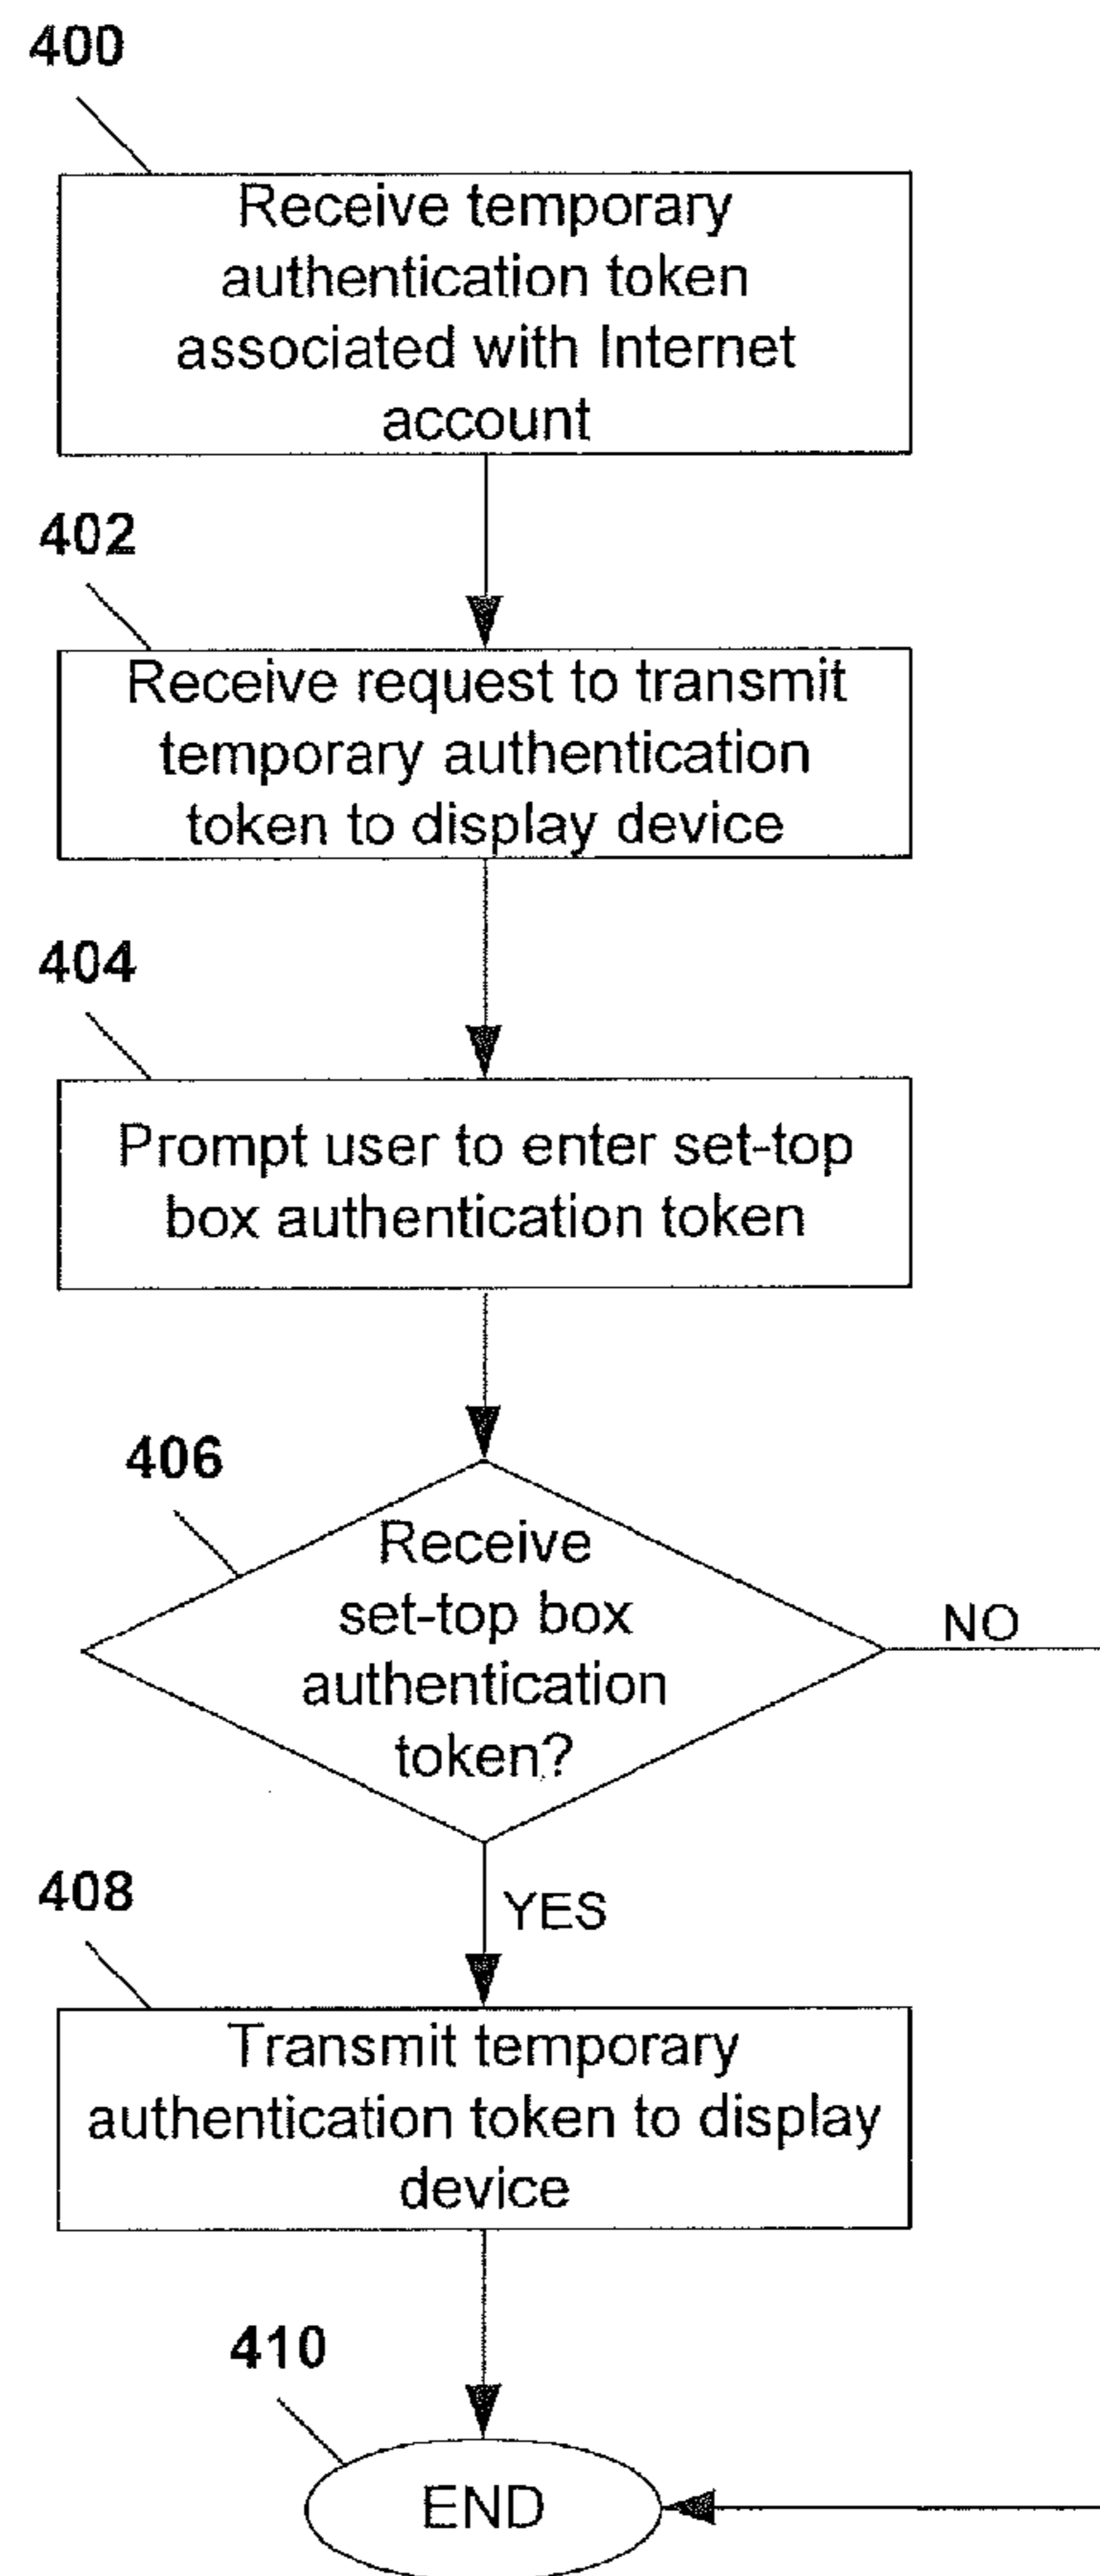 400
Receive temporary
authentication token
associated with Internet
account
402
Receive request to transmit
temporary authentication
token to display device
404
Prompt user to enter set-top
box authentication token
406
Receive
set-top box
authentication
token?
NO
408
YES
Transmit temporary
authentication token to display
device
410
END